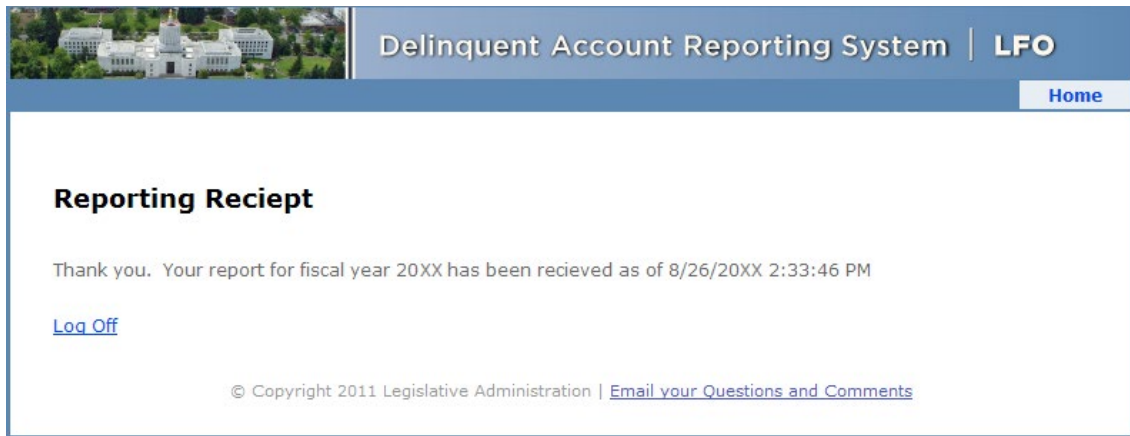 Delinquent Account Reporting System | LFO
Home
Reporting Reciept
Thank you.  Your report for fiscal year 20XX has been recieved as of 8/26/20XX 2:33:46 PM
Log Off
© Copyright 2011 Legislative Administration | Email your Questions and Comments